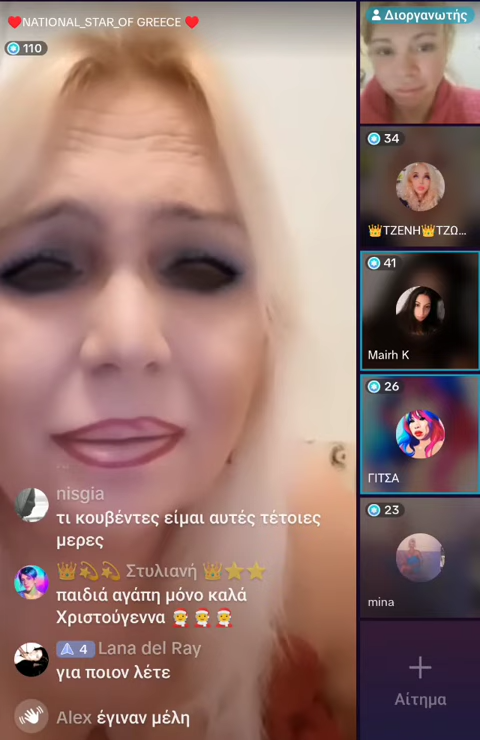 ❤️NATIONAL_STAR_OF GREECE ❤️
110
Διοργανωτής
34
👑ΤΖΕΝΗ👑ΤΖΩ...
41
Mairh K
26
ΓΙΤΣΑ
23
mina
Αίτημα
nisgia
τι κουβέντες είμαι αυτές τέτοιες
μερες
👑💫💫 Στυλιανή 👑⭐⭐
παιδιά αγάπη μόνο καλά
Χριστούγεννα 🎅🎅🎅
4 Lana del Ray
για ποιον λέτε
Alex έγιναν μέλη